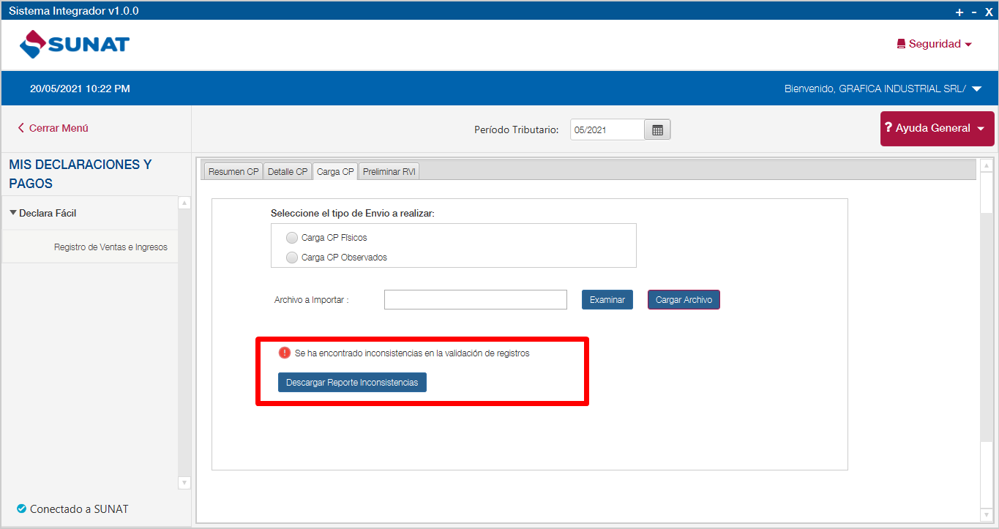 Sistema Integrador v1.0.0
+ - X
SUNAT
Seguridad
20/05/2021 10:22 PM
Bienvenido, GRAFICA INDUSTRIAL SRL/
Cerrar Menú
Período Tributario:
05/2021
? Ayuda General
MIS DECLARACIONES Y
PAGOS
Declara Fácil
Registro de Ventas e Ingresos
Resumen CP
Detalle CP
Carga CP
Preliminar RVI
Seleccione el tipo de Envio a realizar:
Carga CP Físicos
Carga CP Observados
Archivo a Importar :
Examinar
Cargar Archivo
Se ha encontrado inconsistencias en la validación de registros
Descargar Reporte Inconsistencias
Conectado a SUNAT